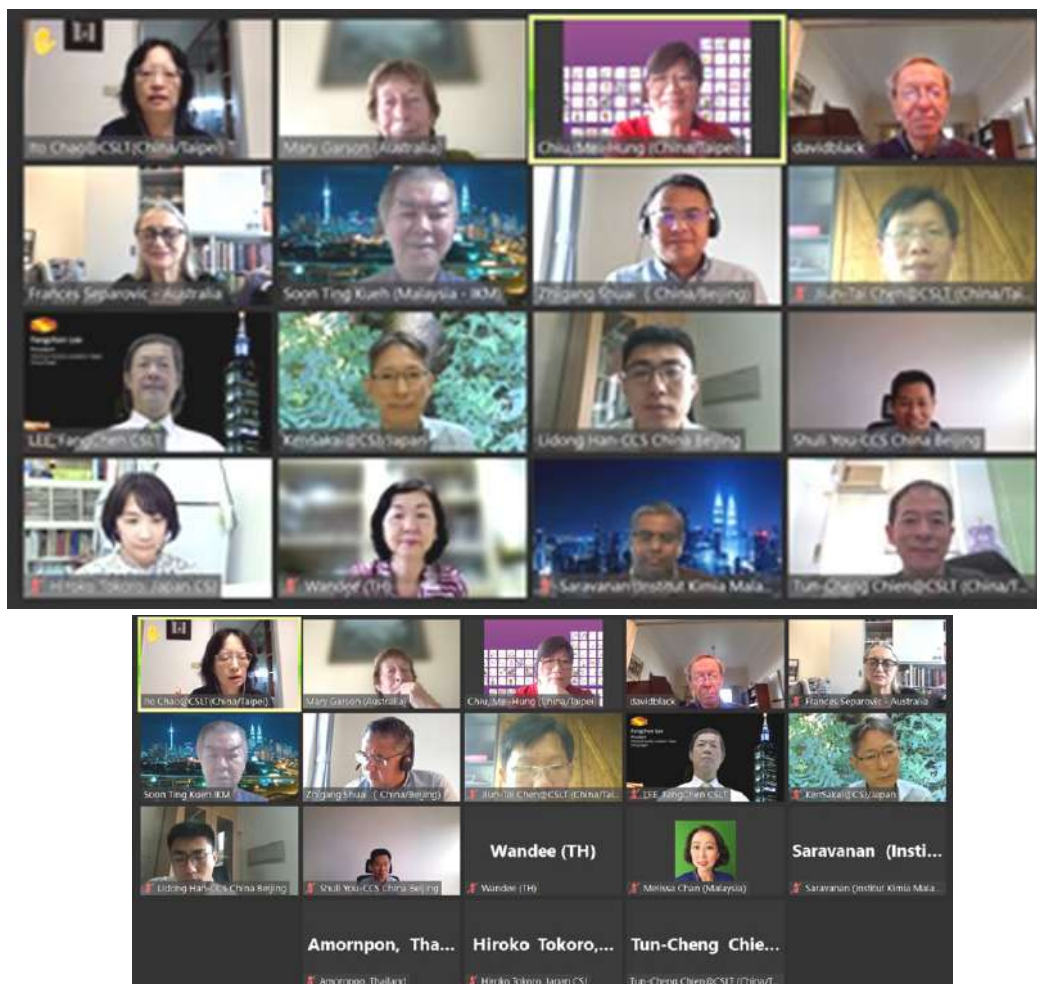 Ito Chao@CSLT(China/Taipei)
Mary Garson (Australia)
Chiu, Mei-Hung (China/Taipei)
davidblack
Frances Separovic - Australia
Soon Ting Kueh (Malaysia - IKM)
Zhigang Shuai ( China/Beijing)
Jiun-Tai Chen@CSLT (China/Tai...
Fangchen Lee
LEE, FangChen CSLT
KenSakai@CSJ/Japan
Lidong Han-CCS China Beijing
Shuli You-CCS China Beijing
Hiroko Tokoro, Japan CSJ
Wandee (TH)
Saravanan (Institut Kimia Mala...
Tun-Cheng Chien@CSLT (China/T...
Ito Chao@CSLT(China/Taipei)
Mary Garson (Australia)
Chiu, Mei-Hung (China/Taipei)
davidblack
Frances Separovic - Australia
Soon Ting Kueh IKM
Zhigang Shuai ( China/Beijing)
Jiun-Tai Chen@CSLT (China/Tai...
Fangchen Lee
LEE, FangChen CSLT
KenSakai@CSJ/Japan
Lidong Han-CCS China Beijing
Shuli You-CCS China Beijing
Wandee (TH)
Wandee (TH)
Melissa Chan (Malaysia)
Saravanan (Insti...
Saravanan (Institut Kimia Mala...
Amornpon, Tha...
Amornpon, Thailand
Hiroko Tokoro,...
Hiroko Tokoro, Japan CSJ
Tun-Cheng Chie...
Tun-Cheng Chien@CSLT (China/T...